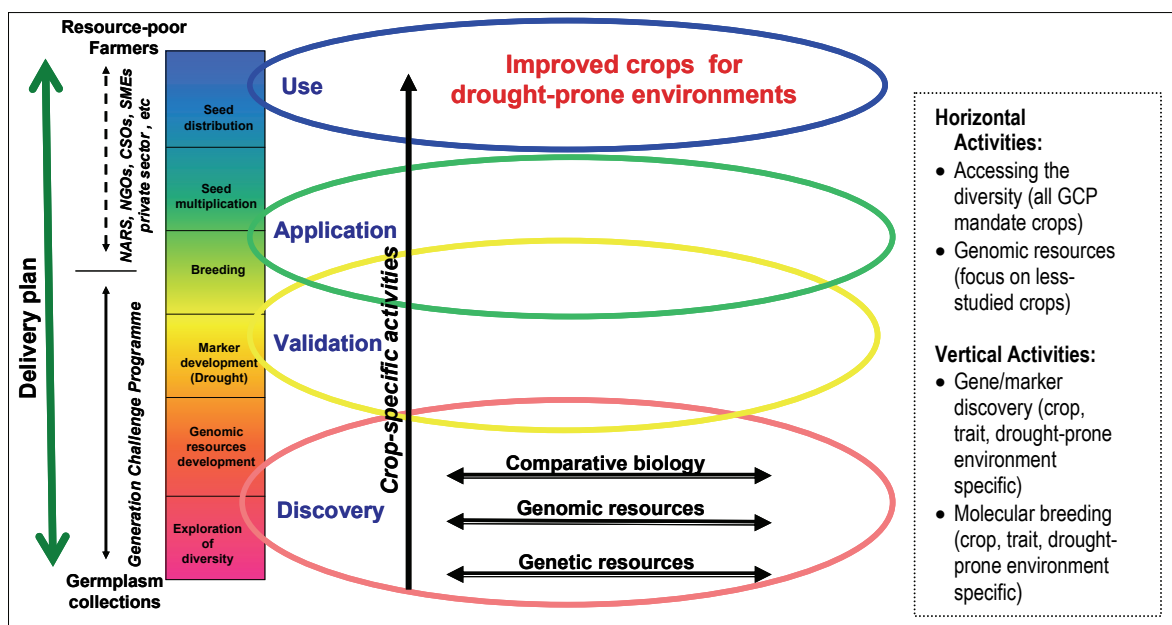 Resource-poor
Farmers
Delivery plan
NARS, NGOs, CSOs, SMEs
private sector , etc
Generation Challenge Programme
Germplasm
collections
Seed
distribution
Seed
multiplication
Breeding
Marker
development
(Drought)
Genomic
resources
development
Exploration
of
diversity
Use
Application
Validation
Discovery
Crop-specific activities
Improved crops for
drought-prone environments
Comparative biology
Genomic resources
Genetic resources
Horizontal
Activities:
• Accessing the
diversity (all GCP
mandate crops)
• Genomic resources
(focus on less-
studied crops)
Vertical Activities:
• Gene/marker
discovery (crop,
trait, drought-prone
environment
specific)
• Molecular breeding
(crop, trait, drought-
prone environment
specific)